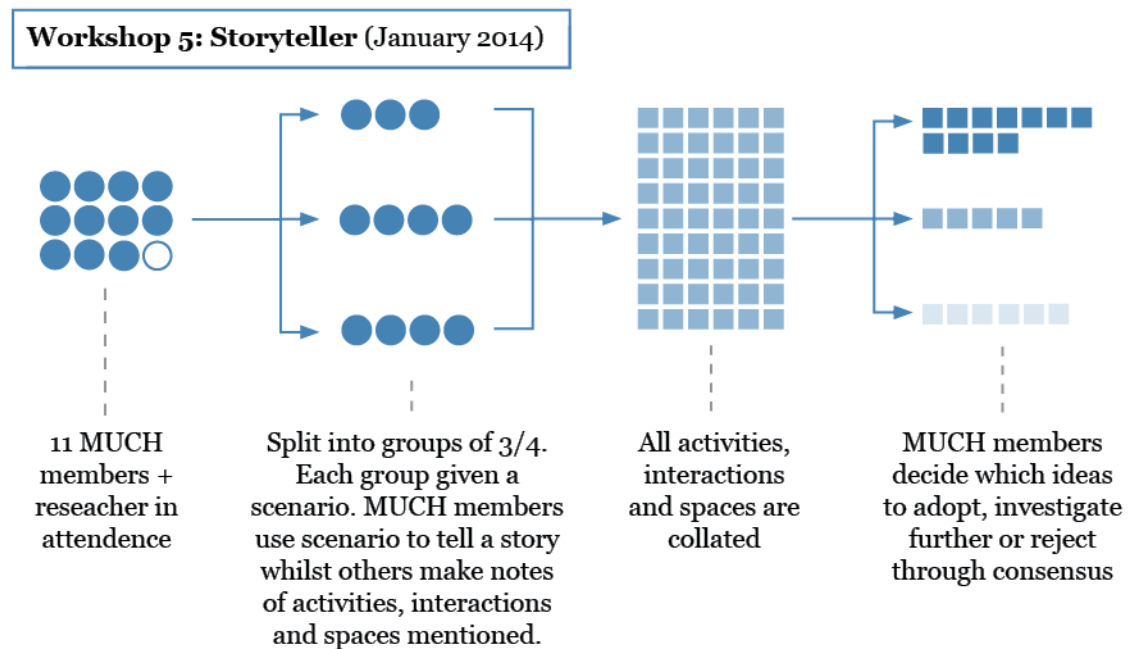 Workshop 5: Storyteller (January 2014)
11 MUCH
members +
reseacher in
attendence
Split into groups of 3/4.
Each group given a
scenario. MUCH members
use scenario to tell a story
whilst others make notes
of activities, interactions
and spaces mentioned.
All activities,
interactions
and spaces are
collated
MUCH members
decide which ideas
to adopt, investigate
further or reject
through consensus